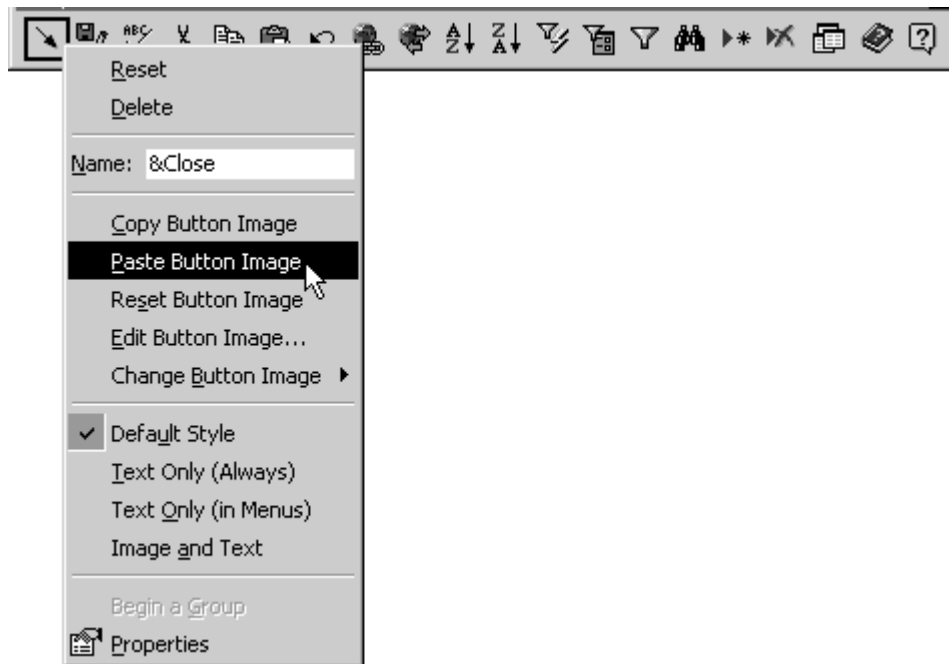 ABC
A
Z
Z
A
Reset
Delete
Name: &Close
Copy Button Image
Paste Button Image
Reset Button Image
Edit Button Image...
Change Button Image
Default Style
Text Only (Always)
Text Only (in Menus)
Image and Text
Begin a Group
Properties